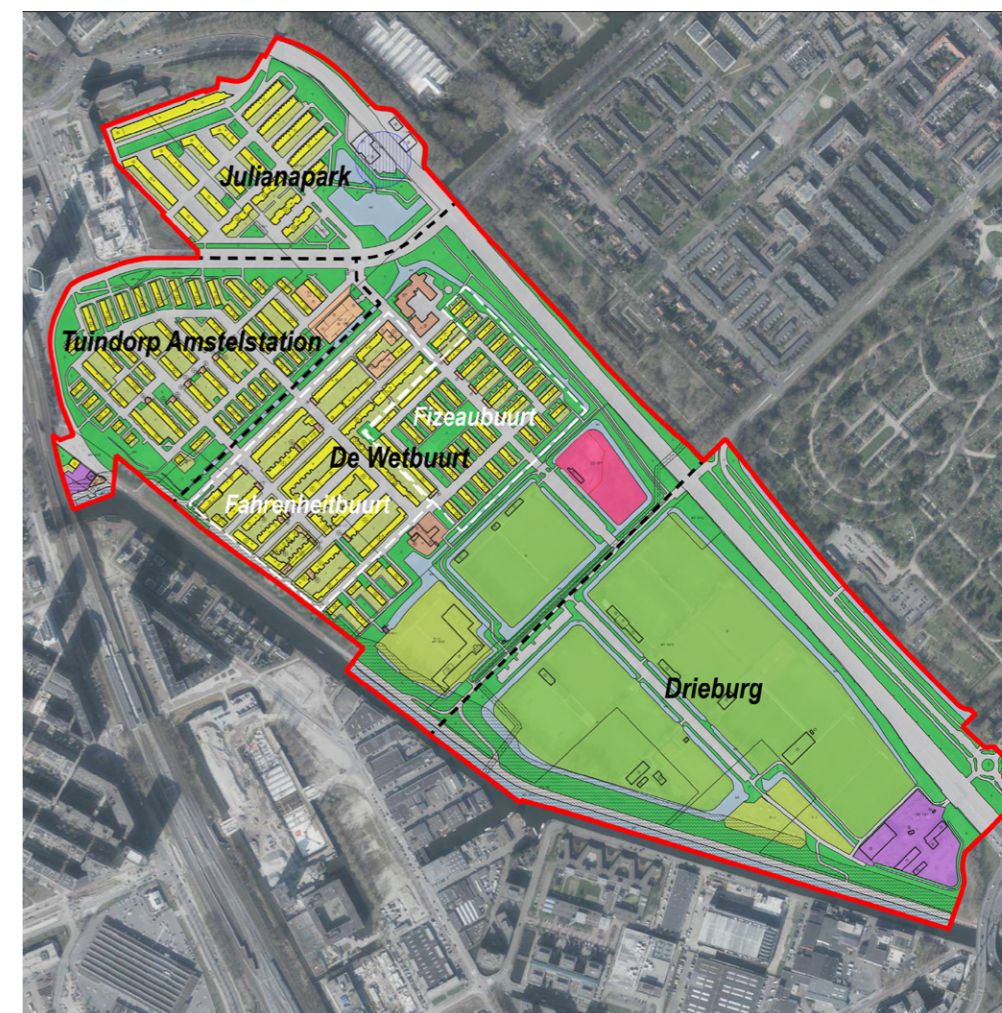 Julianapark
Tuindorp Amstelstation
Fizeaubuurt
De Wetbuurt
Fahrenheitbuurt
Drieburg